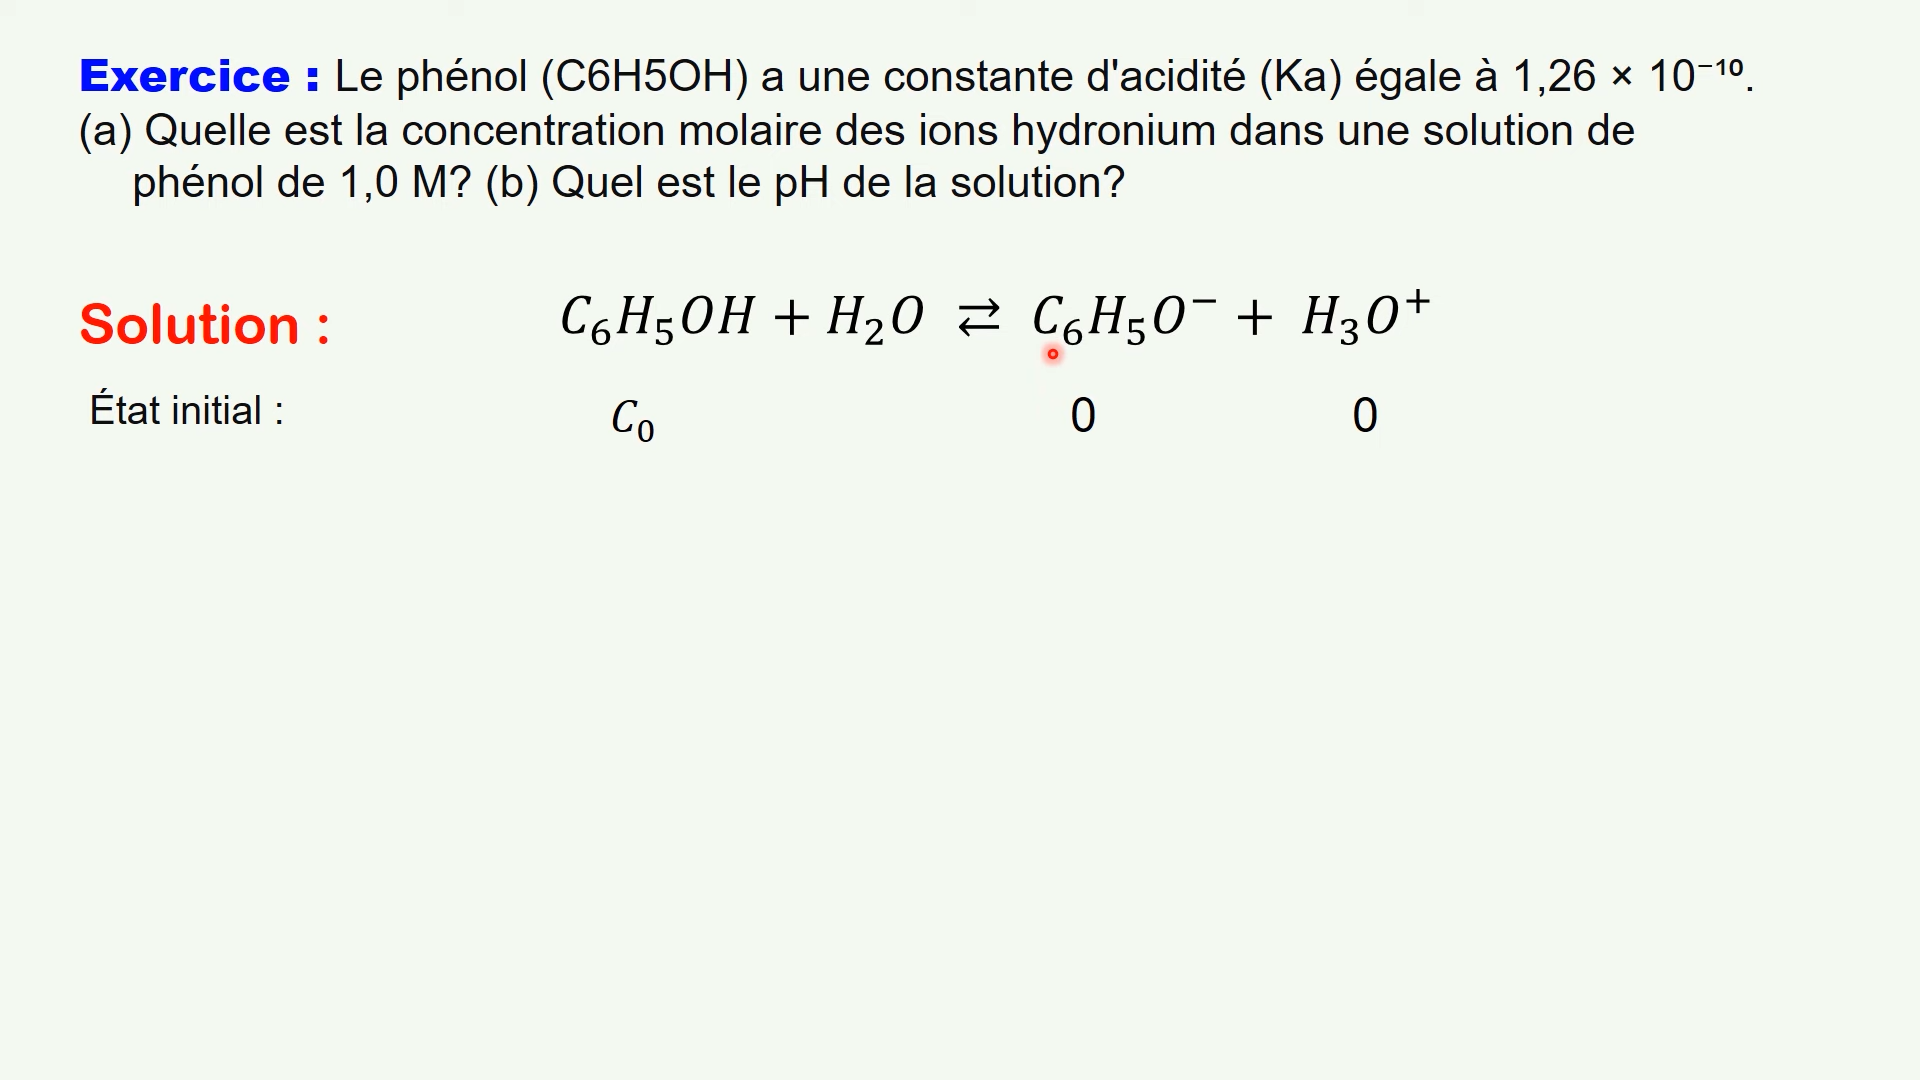 Exercice : Le phénol (C6H5OH) a une constante d'acidité (Ka) égale à 1,26 × 10⁻¹⁰.
(a) Quelle est la concentration molaire des ions hydronium dans une solution de
phénol de 1,0 M? (b) Quel est le pH de la solution?
Solution : C₆H₅OH + H₂O ⇄ C₆H₅O⁻ + H₃O⁺
État initial : C₀ 0 0